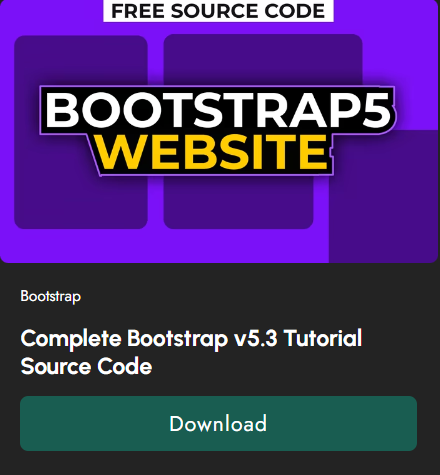 FREE SOURCE CODE
BOOTSTRAP5
WEBSITE
Bootstrap
Complete Bootstrap v5.3 Tutorial
Source Code
Download